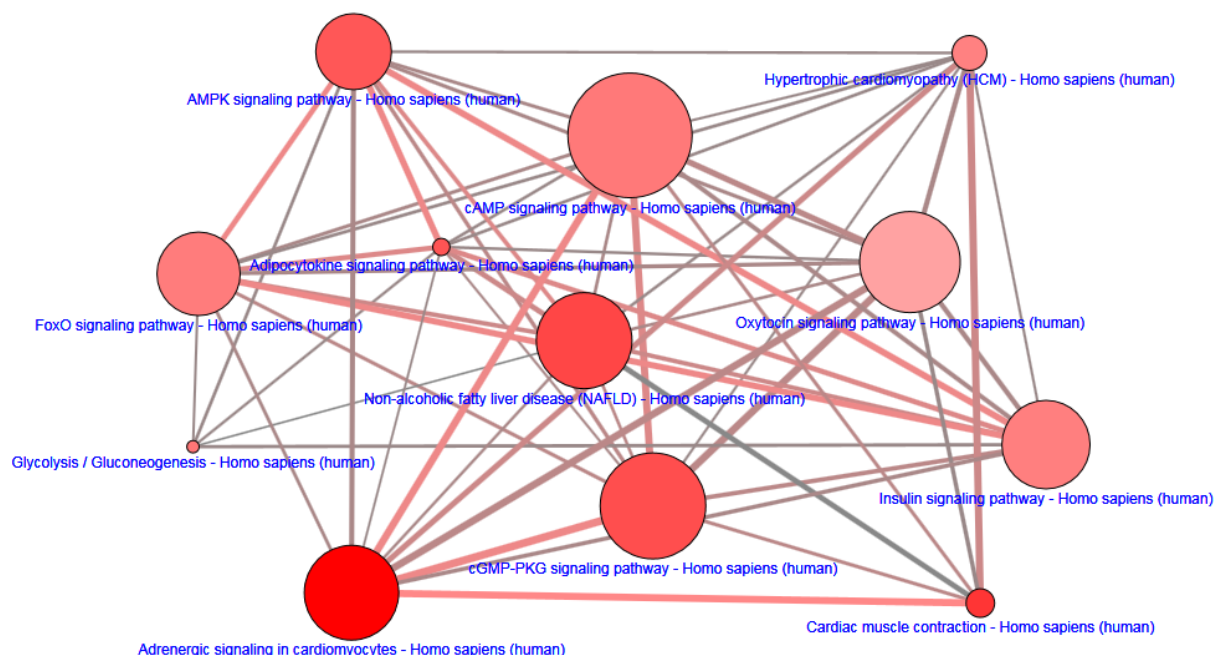 Hypertrophic cardiomyopathy (HCM) - Homo sapiens (human)
AMPK signaling pathway - Homo sapiens (human)
cAMP signaling pathway - Homo sapiens (human)
Adipocytokine signaling pathway - Homo sapiens (human)
FoxO signaling pathway - Homo sapiens (human)
Oxytocin signaling pathway - Homo sapiens (human)
Non-alcoholic fatty liver disease (NAFLD) - Homo sapiens (human)
Glycolysis / Gluconeogenesis - Homo sapiens (human)
Insulin signaling pathway - Homo sapiens (human)
cGMP-PKG signaling pathway - Homo sapiens (human)
Cardiac muscle contraction - Homo sapiens (human)
Adrenergic signaling in cardiomyocytes - Homo sapiens (human)